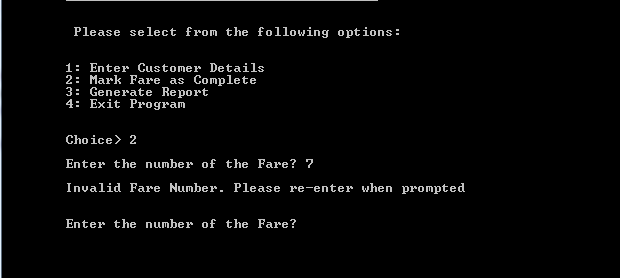 Please select from the following options:
1: Enter Customer Details
2: Mark Fare as Complete
3: Generate Report
4: Exit Program
Choice> 2
Enter the number of the Fare? 7
Invalid Fare Number. Please re-enter when prompted
Enter the number of the Fare?